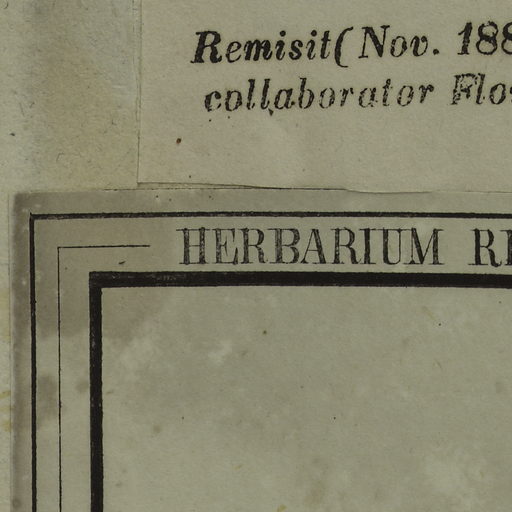 Remisit (Nov. 188
collaborator Flo
HERBARIUM R